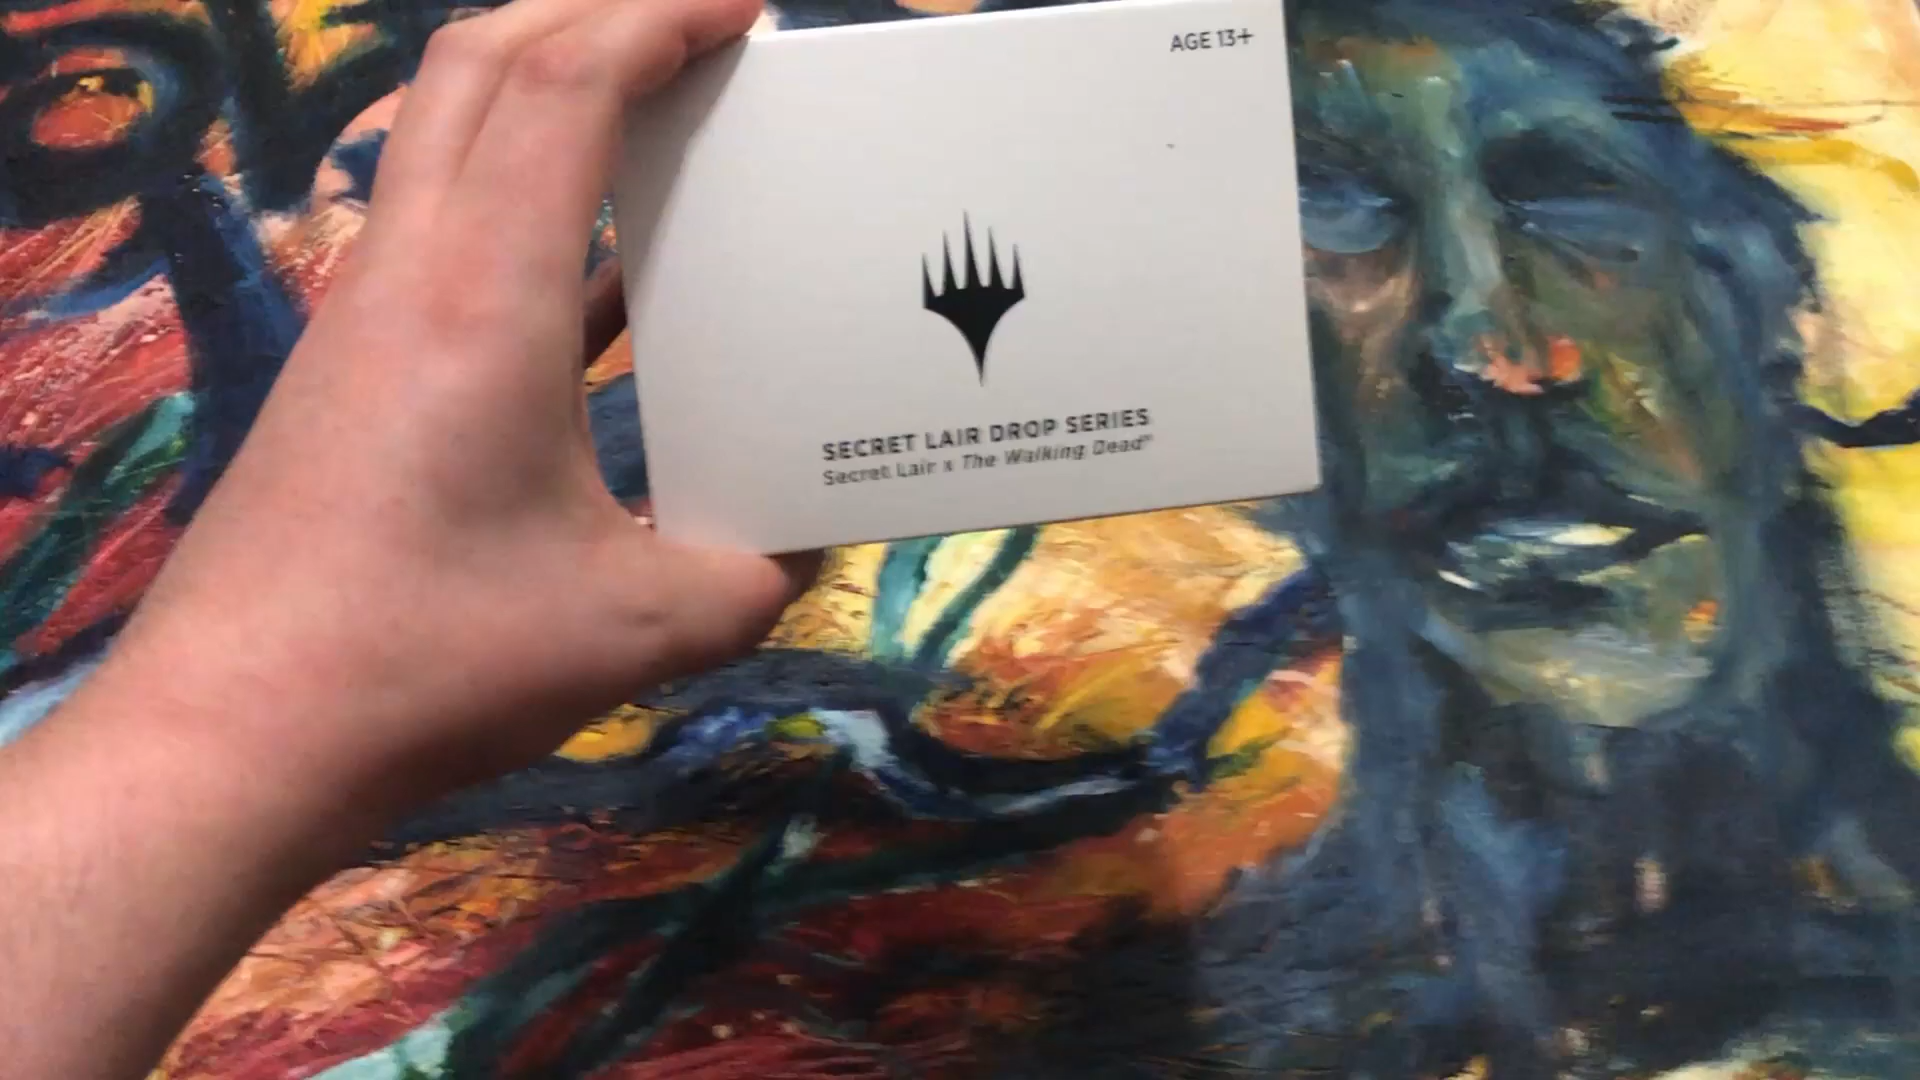 AGE 13+
SECRET LAIR DROP SERIES
Secret Lair x The Walking Dead®